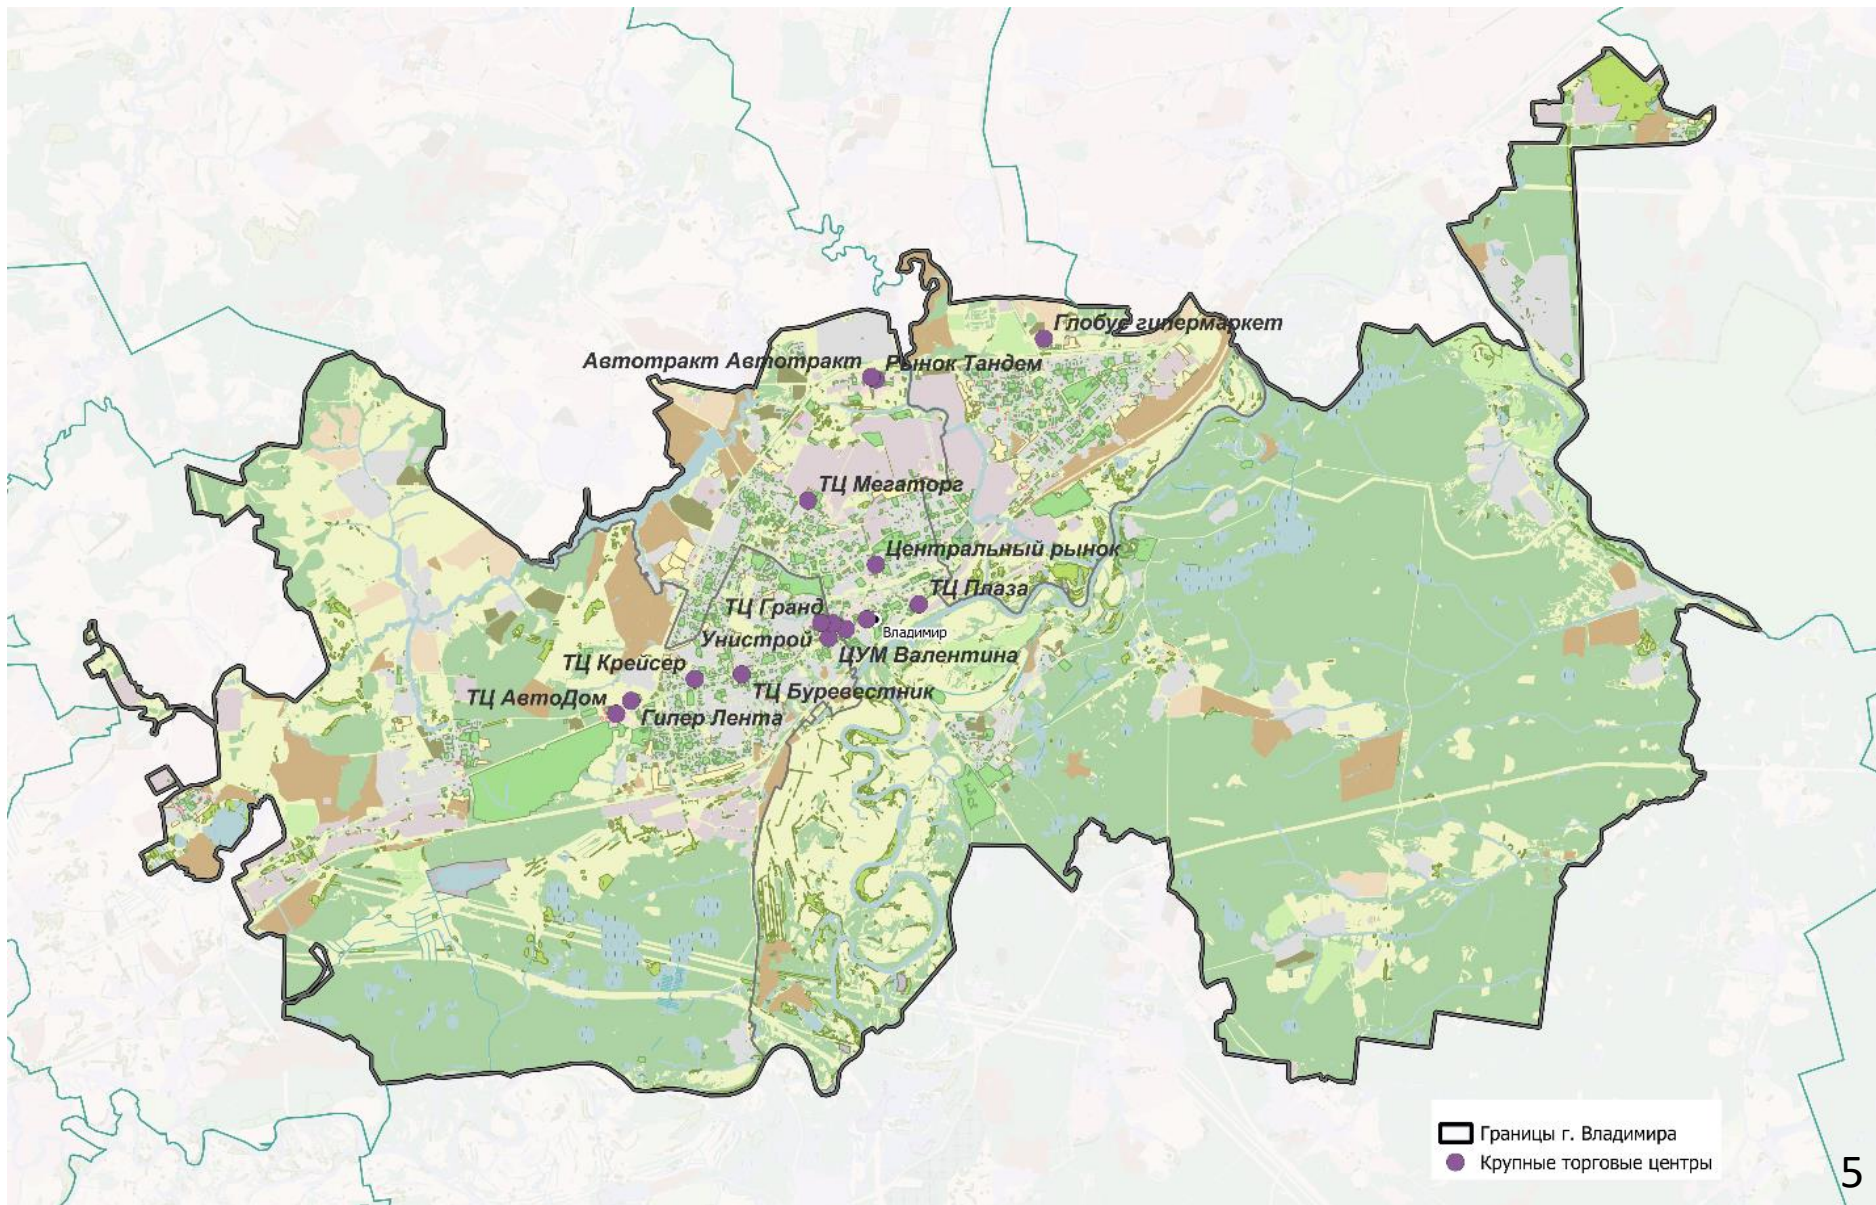 Глобус гипермаркет
Автотракт Автотракт
Рынок Тандем
ТЦ Мегаторг
Центральный рынок
ТЦ Плаза
ТЦ Гранд
Владимир
Унистрой
ЦУМ Валентина
ТЦ Крейсер
ТЦ Буревестник
ТЦ АвтоДом
Гипер Лента
Границы г. Владимира
Крупные торговые центры
5